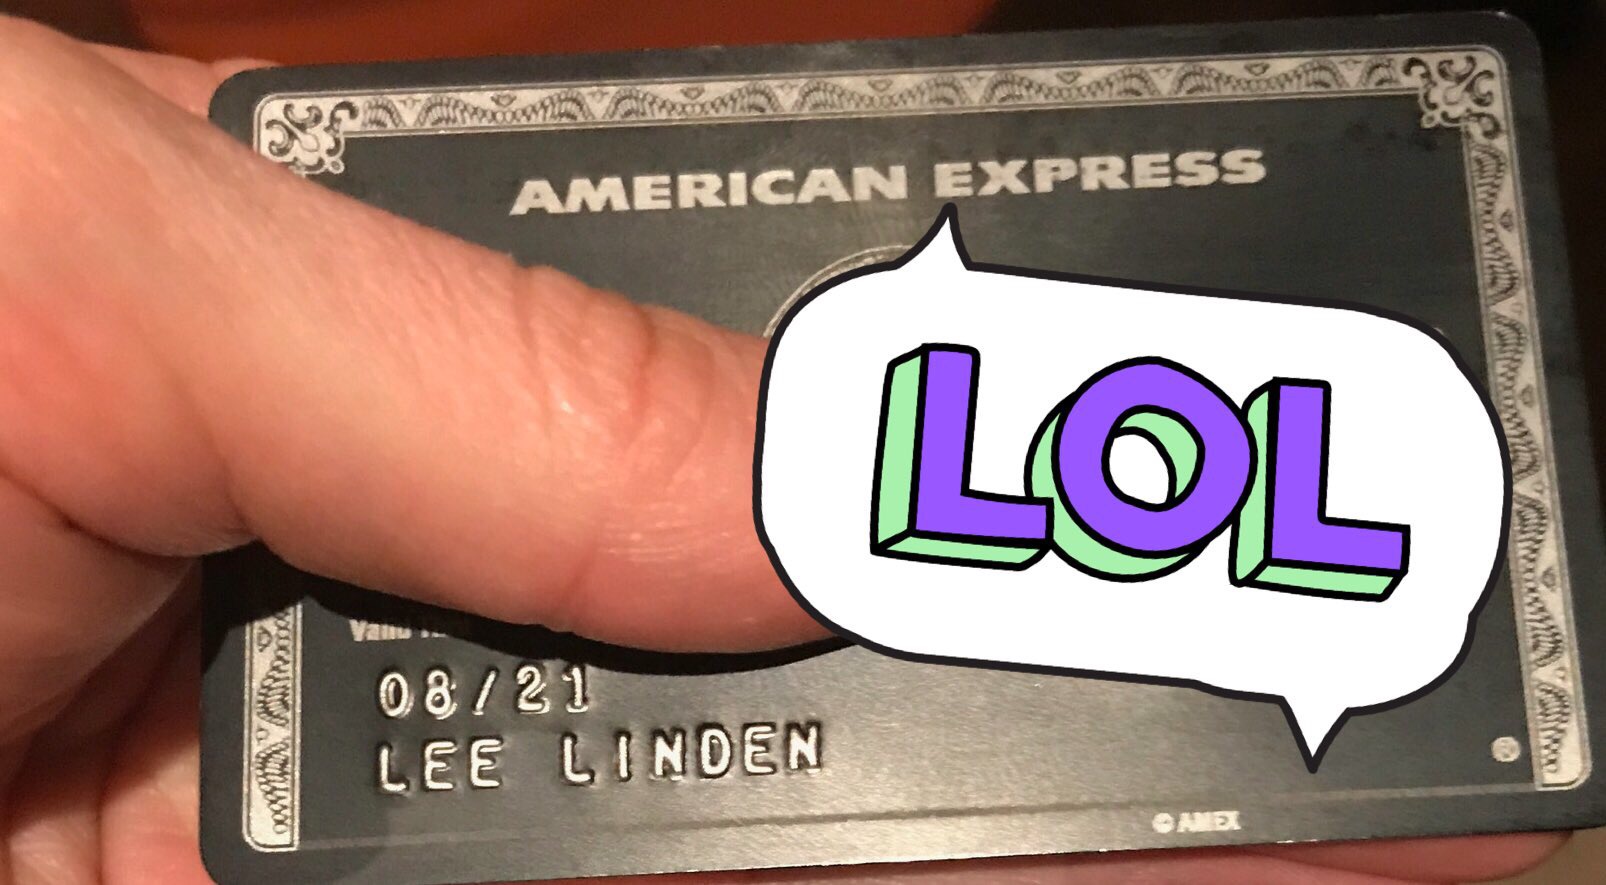 AMERICAN EXPRESS
LOL
08/21
LEE LINDEN
® 
© AMEX